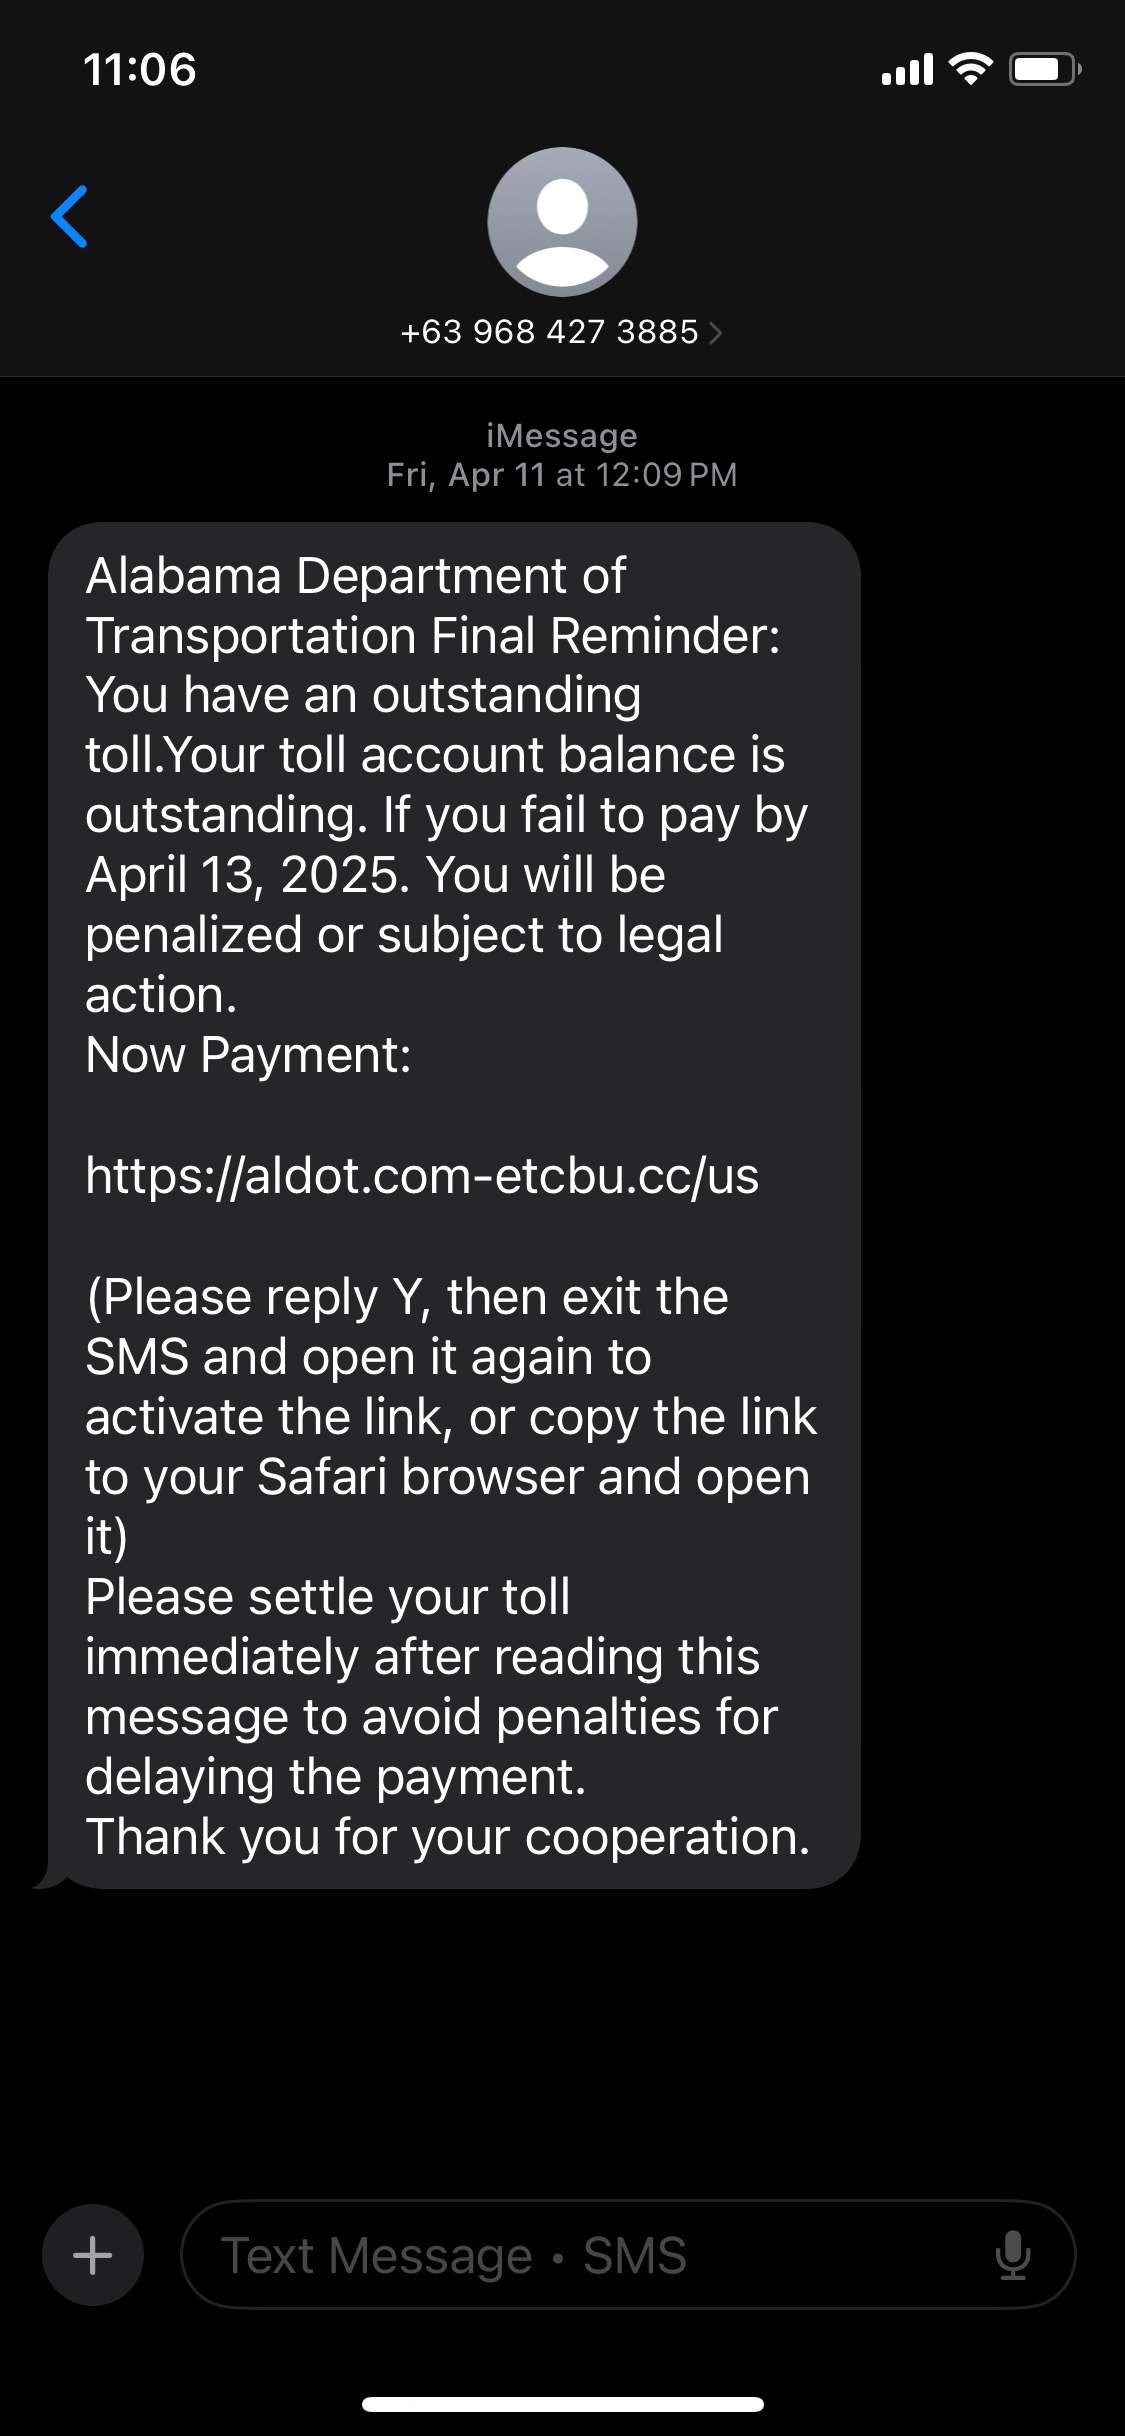 11:06
+63 968 427 3885
iMessage
Fri, Apr 11 at 12:09 PM
Alabama Department of
Transportation Final Reminder:
You have an outstanding
toll.Your toll account balance is
outstanding. If you fail to pay by
April 13, 2025. You will be
penalized or subject to legal
action.
Now Payment:
https://aldot.com-etcbu.cc/us
(Please reply Y, then exit the
SMS and open it again to
activate the link, or copy the link
to your Safari browser and open
it)
Please settle your toll
immediately after reading this
message to avoid penalties for
delaying the payment.
Thank you for your cooperation.
Text Message • SMS